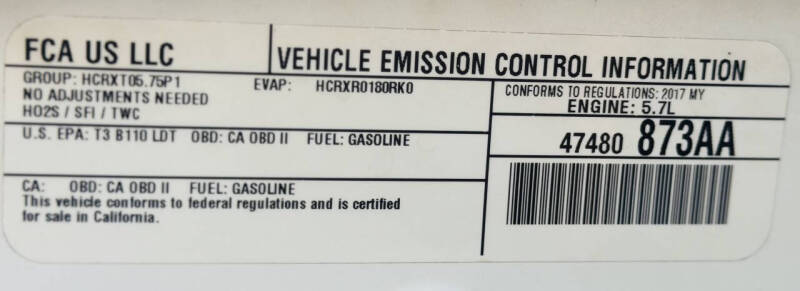 FCA US LLC
VEHICLE EMISSION CONTROL INFORMATION
GROUP: HCRXT05.75P1
EVAP: HCRXR0180RK0
NO ADJUSTMENTS NEEDED
HO2S / SFI / TWC
CONFORMS TO REGULATIONS: 2017 MY
ENGINE: 5.7L
U.S. EPA: T3 B110 LDT OBD: CA OBD II FUEL: GASOLINE
47480 873AA
CA: OBD: CA OBD II FUEL: GASOLINE
This vehicle conforms to federal regulations and is certified
for sale in California.